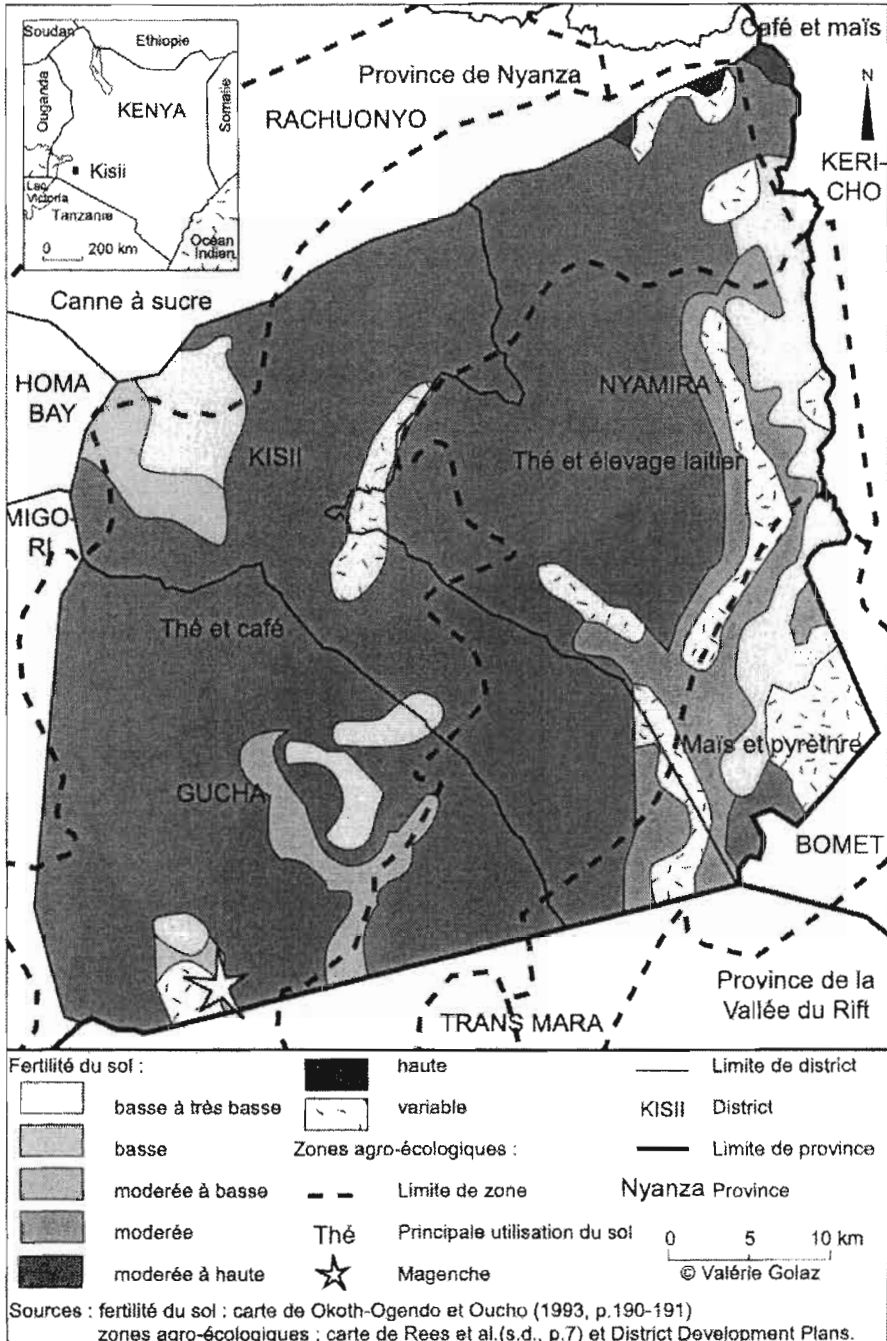 Soudan
Ethiopie
Ouganda
KENYA
Somalie
Kisii
Lac
Victoria
Tanzanie
Océan
Indien
0 200 km
Café et maïs
Province de Nyanza
RACHUONYO
N
KERI-
CHO
Canne à sucre
HOMA
BAY
NYAMIRA
KISII
Thé et élevage laitier
MIGO-
RI
Thé et café
Maïs et pyrèthre
GUCHA
BOMET
Province de la
Vallée du Rift
TRANS MARA
Fertilité du sol :
basse à très basse
basse
moderée à basse
moderée
moderée à haute
haute
variable
Zones agro-écologiques :
Limite de zone
Thé Principale utilisation du sol
Magenche
Limite de district
KISII District
Limite de province
Nyanza Province
0 5 10 km
© Valérie Golaz
Sources : fertilité du sol : carte de Okoth-Ogendo et Oucho (1993, p.190-191)
zones agro-écologiques : carte de Rees et al.(s.d., p.7) et District Development Plans.